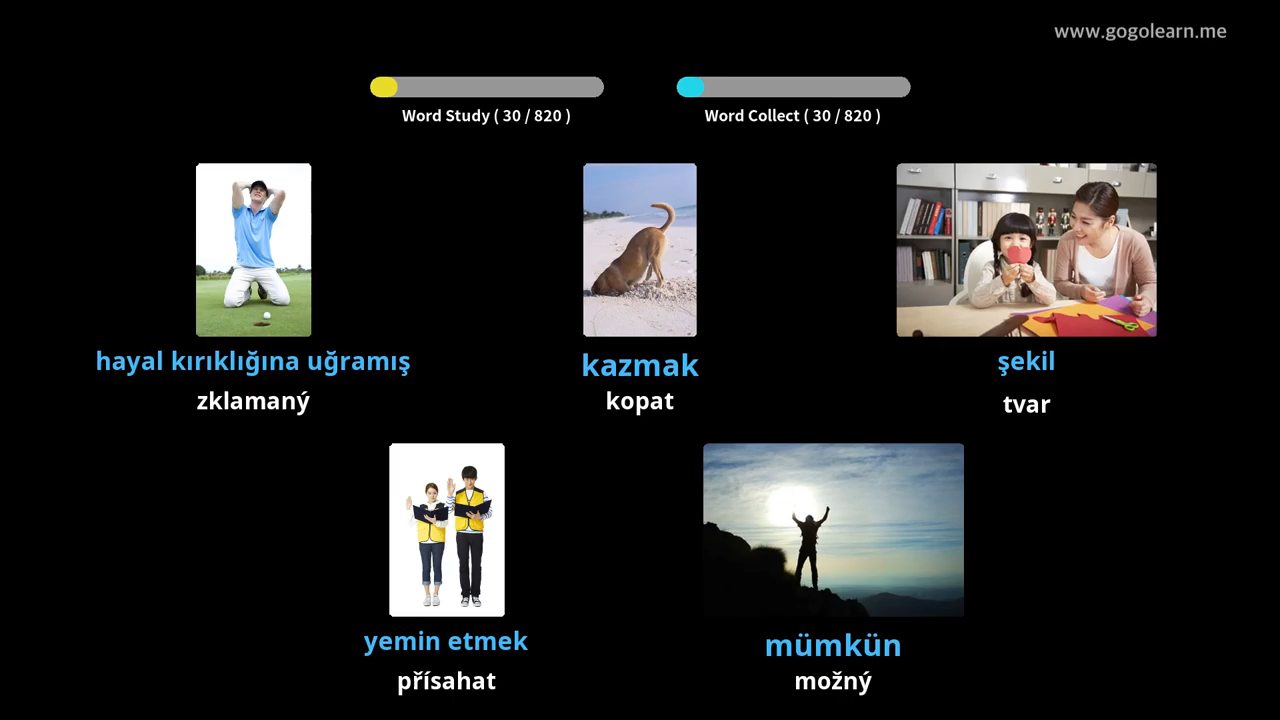 www.gogolearn.me
Word Study ( 30 / 820 )
Word Collect ( 30 / 820 )
hayal kırıklığına uğramış
zklamaný
kazmak
kopat
şekil
tvar
yemin etmek
přísahat
mümkün
možný